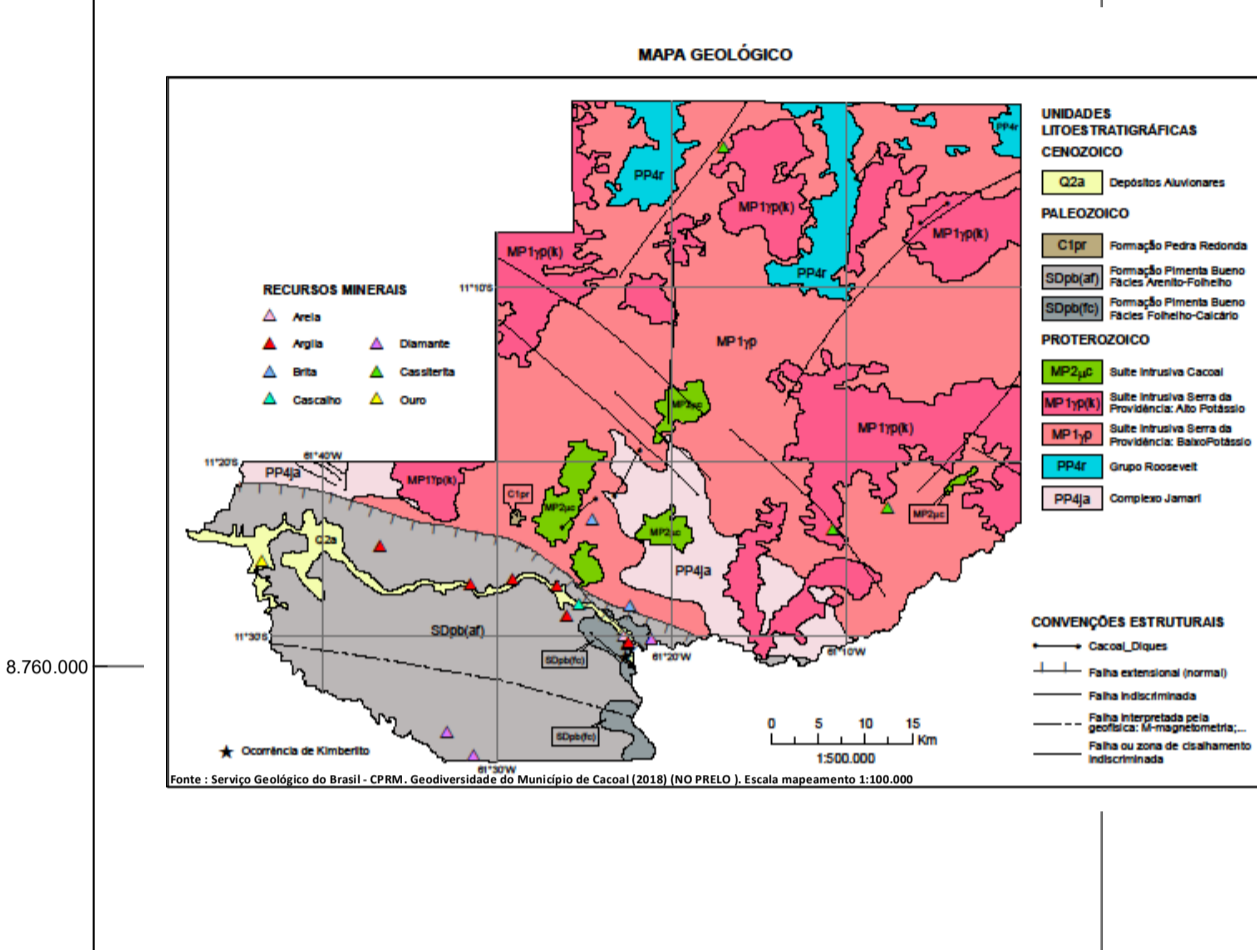 MAPA GEOLÓGICO
PP4r
MP1γp(k)
PP4r
MP1γp(k)
PP4r
MP1γp(k)
11°10'S
MP1γp
MP2μc
MP1γp(k)
11°20'S
61°40'W
PP4ja
MP1γp(k)
C1pr
MP2μc
MP2μc
MP2μc
Q2a
PP4ja
SDpb(af)
11°30'S
SDpb(fc)
61°20'W
61°10'W
SDpb(fc)
61°30'W
8.760.000
RECURSOS MINERAIS
Areia
Argila
Diamante
Brita
Cassiterita
Cascalho
Ouro
UNIDADES
LITOESTRATIGRÁFICAS
CENOZOICO
Q2a Depósitos Aluvionares
PALEOZOICO
C1pr Formação Pedra Redonda
SDpb(af) Formação Pimenta Bueno
Fácies Arenito-Folhelho
SDpb(fc) Formação Pimenta Bueno
Fácies Folhelho-Calcário
PROTEROZOICO
MP2μc Suite Intrusiva Cacoal
MP1γp(k) Suite Intrusiva Serra da
Providência: Alto Potássio
MP1γp Suite Intrusiva Serra da
Providência: BaixoPotássio
PP4r Grupo Roosevelt
PP4ja Complexo Jamari
CONVENÇÕES ESTRUTURAIS
Cacoal_Diques
Falha extensional (normal)
Falha Indiscriminada
Falha Interpretada pela
geofísica: M-magnetometria;...
Falha ou zona de cisalhamento
Indiscriminada
0 5 10 15
Km
1:500.000
Ocorrência de Kimberlito
Fonte : Serviço Geológico do Brasil - CPRM. Geodiversidade do Município de Cacoal (2018) (NO PRELO ). Escala mapeamento 1:100.000